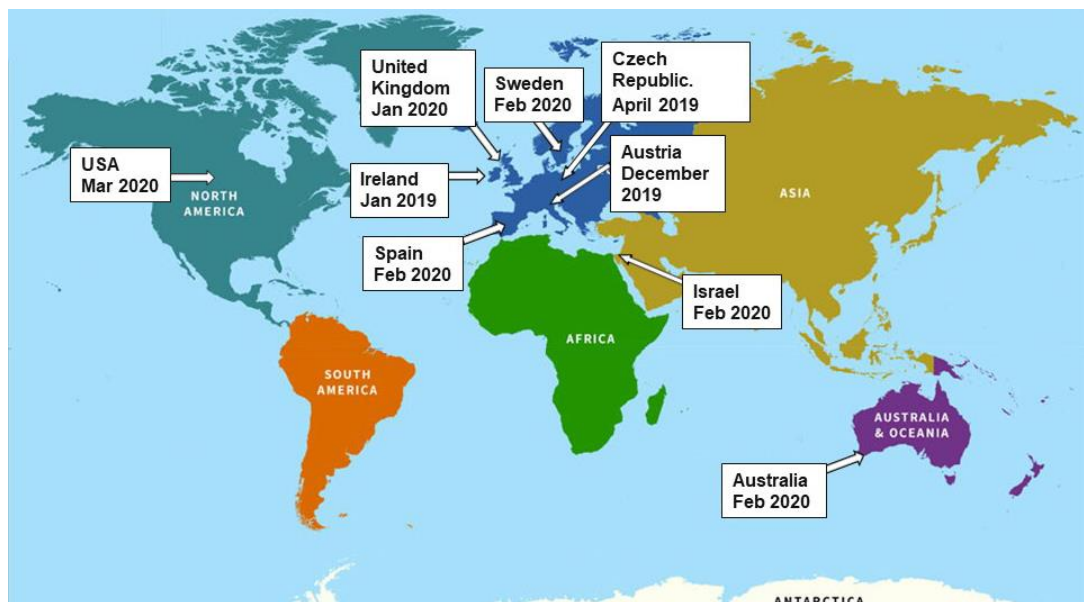 United
Kingdom
Jan 2020
Sweden
Feb 2020
Czech
Republic.
April 2019
USA
Mar 2020
NORTH
AMERICA
Ireland
Jan 2019
Austria
December
2019
ASIA
Spain
Feb 2020
Israel
Feb 2020
AFRICA
SOUTH
AMERICA
AUSTRALIA
& OCEANIA
Australia
Feb 2020
ANTARCTICA